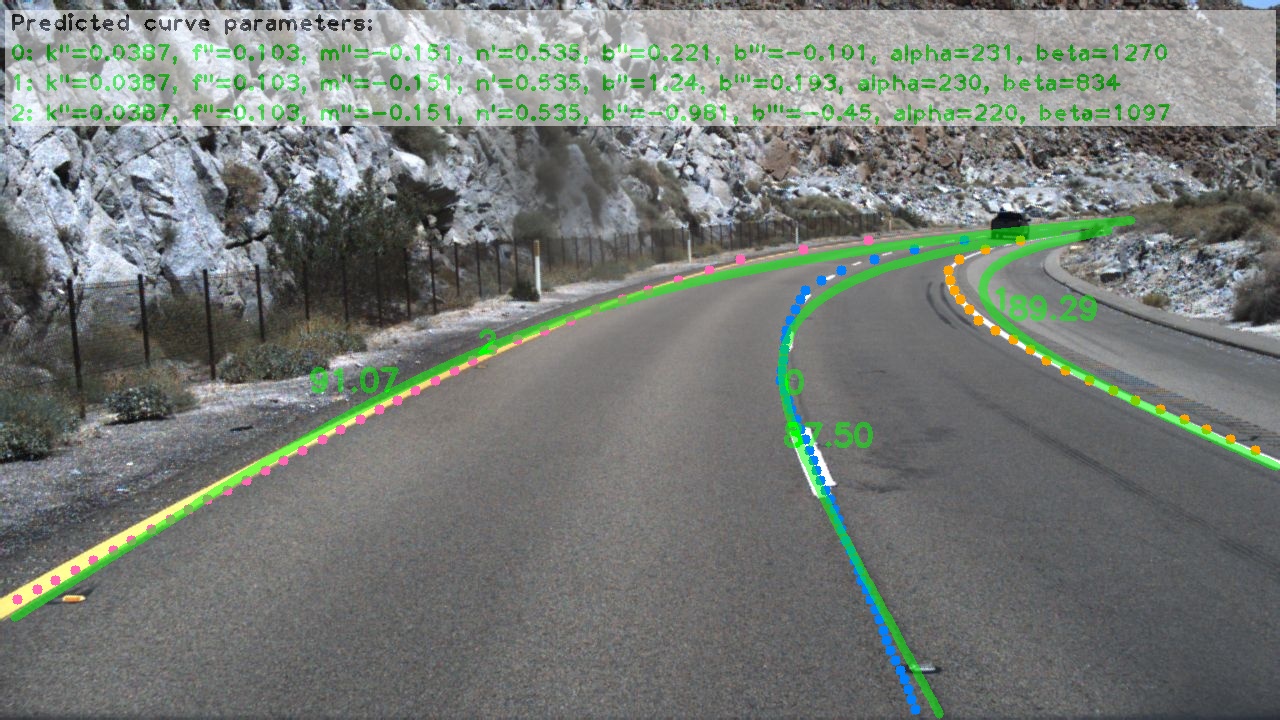 Predicted curve parameters:
0: k''=0.0387, f''=0.103, m''=-0.151, n'=0.535, b''=0.221, b'''=-0.101, alpha=231, beta=1270
1: k''=0.0387, f''=0.103, m''=-0.151, n'=0.535, b''=1.24, b'''=0.193, alpha=230, beta=834
2: k''=0.0387, f''=0.103, m''=-0.151, n'=0.535, b''=-0.981, b'''=-0.45, alpha=220, beta=1097
1
89.29
2
91.07
0
87.50